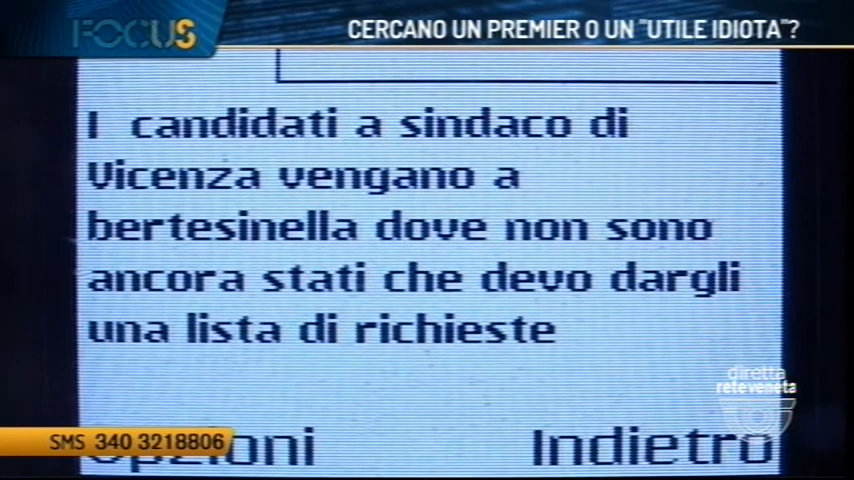 FOCUS
CERCANO UN PREMIER O UN "UTILE IDIOTA"?
I candidati a sindaco di
Vicenza vengano a
bertesinella dove non sono
ancora stati che devo dargli
una lista di richieste
diretta
reteveneta
SMS 340 3218806
Opzioni Indietro